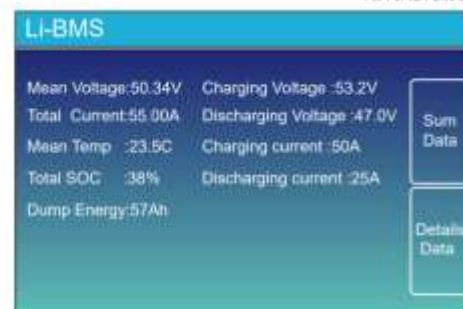 Li-BMS
Mean Voltage:50.34V Charging Voltage :53.2V
Total Current:55.00A Discharging Voltage :47.0V
Mean Temp :23.5C Charging current :50A
Total SOC :38% Discharging current :25A
Dump Energy:57Ah
Sum
Data
Details
Data